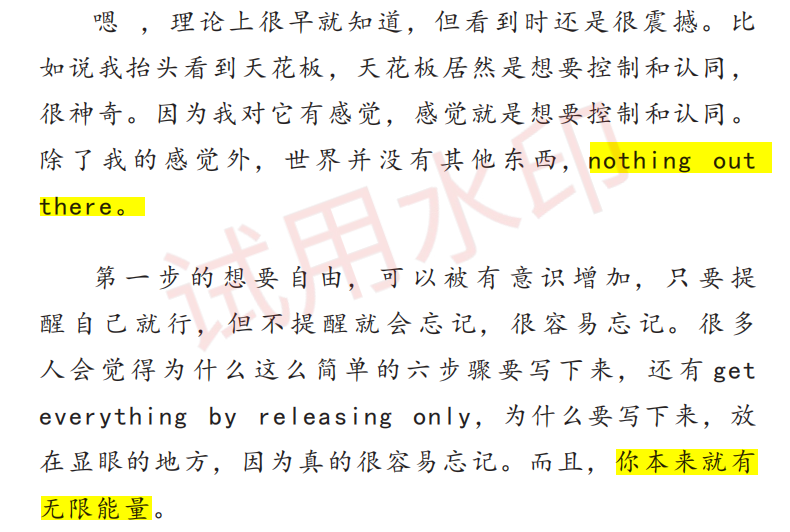 嗯 ，理论上很早就知道，但看到时还是很震撼。比
如说我抬头看到天花板，天花板居然是想要控制和认同，
很神奇。因为我对它有感觉，感觉就是想要控制和认同。
除了我的感觉外，世界并没有其他东西，nothing out
there。
第一步的想要自由，可以被有意识增加，只要提
醒自己就行，但不提醒就会忘记，很容易忘记。很多
人会觉得为什么这么简单的六步骤要写下来，还有get
everything by releasing only，为什么要写下来，放
在显眼的地方，因为真的很容易忘记。而且，你本来就有
无限能量。
试用水印